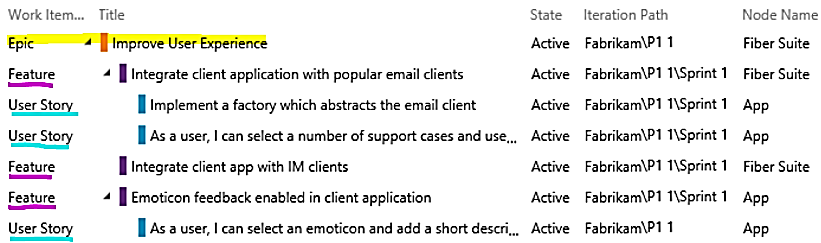 Work Item... Title State Iteration Path Node Name
Epic Improve User Experience Active Fabrikam\P1 1 Fiber Suite
Feature Integrate client application with popular email clients Active Fabrikam\P1 1\Sprint 1 Fiber Suite
User Story Implement a factory which abstracts the email client Active Fabrikam\P1 1\Sprint 1 App
User Story As a user, I can select a number of support cases and use... Active Fabrikam\P1 1\Sprint 1 App
Feature Integrate client app with IM clients Active Fabrikam\P1 1\Sprint 1 Fiber Suite
Feature Emoticon feedback enabled in client application Active Fabrikam\P1 1\Sprint 1 App
User Story As a user, I can select an emoticon and add a short descri... Active Fabrikam\P1 1 App